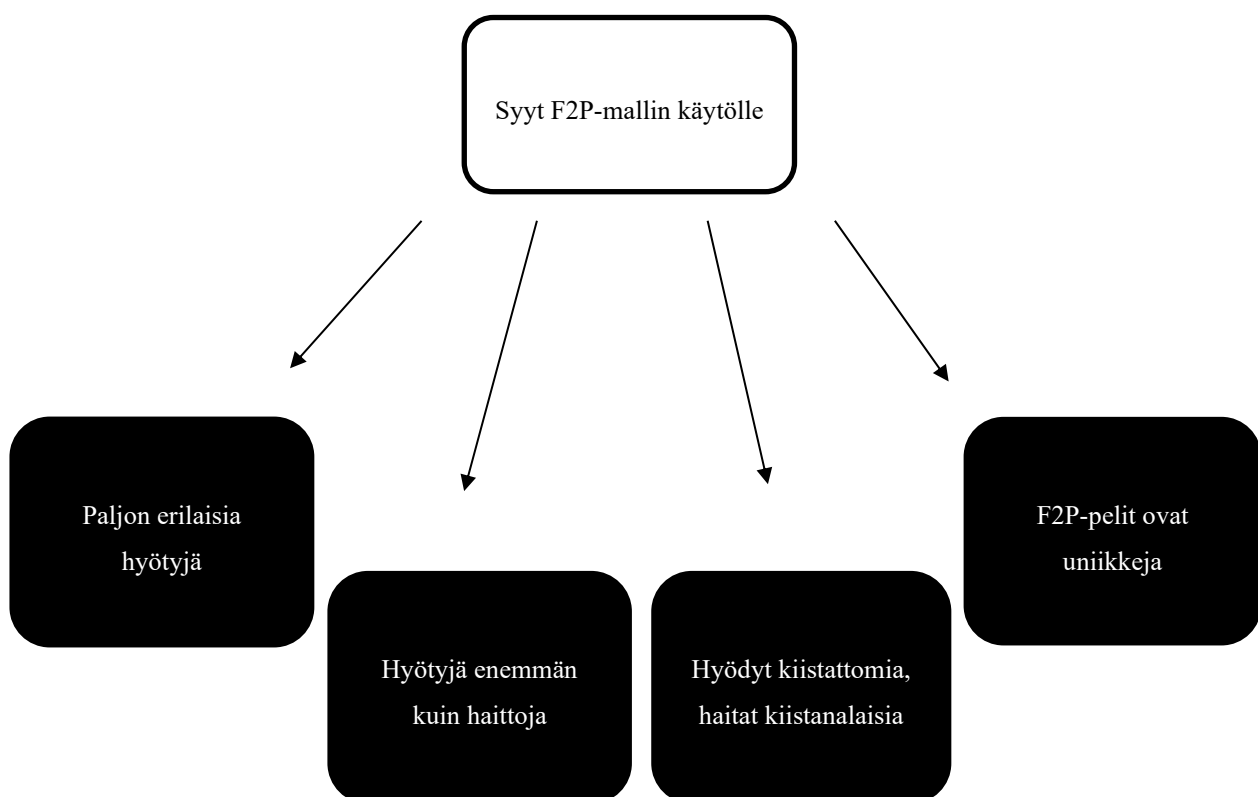 Syyt F2P-mallin käytölle
Paljon erilaisia
hyötyjä
Hyötyjä enemmän
kuin haittoja
Hyödyt kiistattomia,
haitat kiistanalaisia
F2P-pelit ovat
uniikkeja